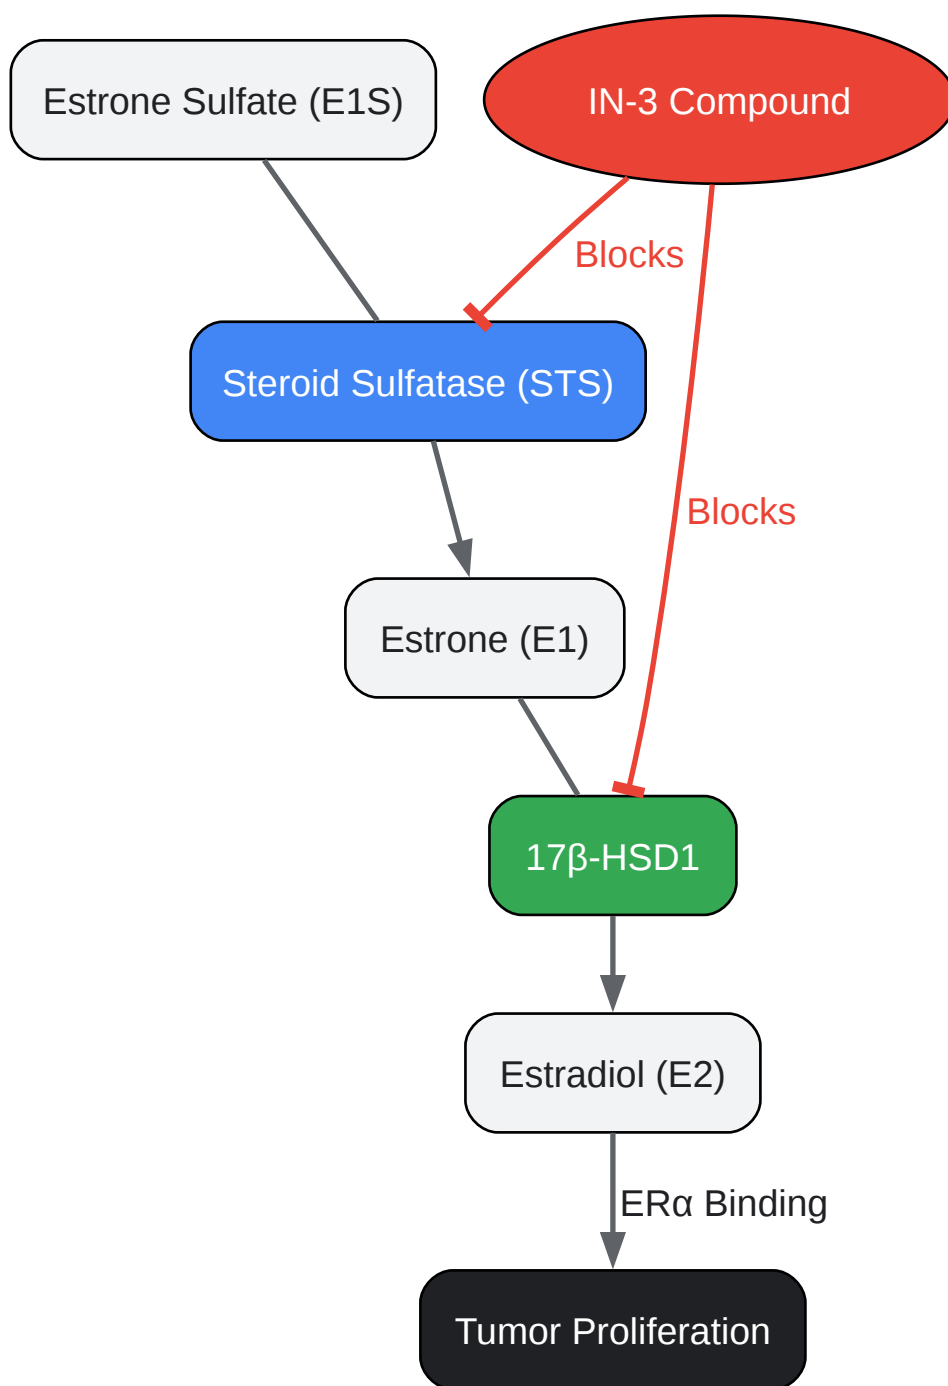 Estrone Sulfate (E1S)
IN-3 Compound
Blocks
Steroid Sulfatase (STS)
Blocks
Estrone (E1)
17β-HSD1
Estradiol (E2)
ERα Binding
Tumor Proliferation